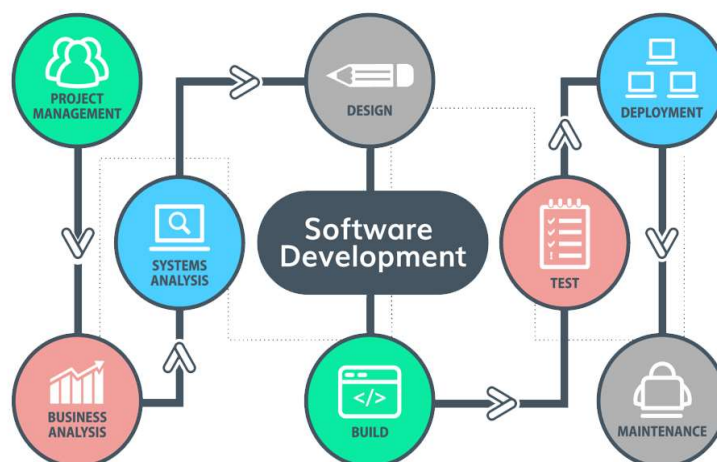 PROJECT
MANAGEMENT
BUSINESS
ANALYSIS
SYSTEMS
ANALYSIS
DESIGN
Software
Development
</>
BUILD
TEST
DEPLOYMENT
MAINTENANCE